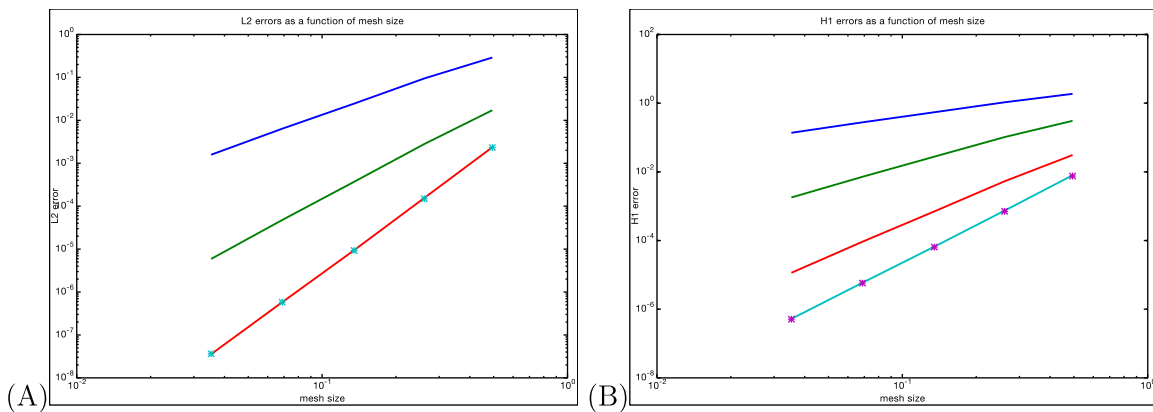 L2 errors as a function of mesh size
10^0
10^-1
10^-2
10^-3
10^-4
10^-5
10^-6
10^-7
10^-8
L2 error
10^-2
10^-1
10^0
mesh size
(A)
H1 errors as a function of mesh size
10^2
10^0
10^-2
10^-4
10^-6
10^-8
H1 error
10^-2
10^-1
10^0
mesh size
(B)